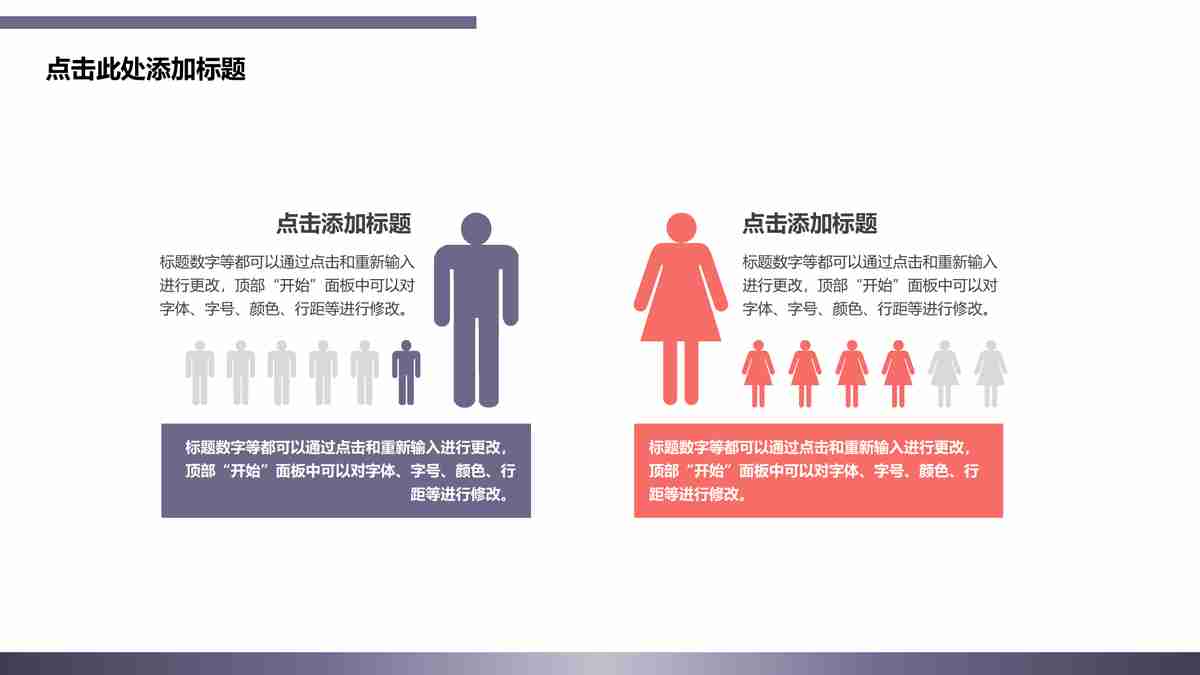 点击此处添加标题
点击添加标题
标题数字等都可以通过点击和重新输入
进行更改，顶部“开始”面板中可以对
字体、字号、颜色、行距等进行修改。
标题数字等都可以通过点击和重新输入进行更改，
顶部“开始”面板中可以对字体、字号、颜色、行
距等进行修改。
点击添加标题
标题数字等都可以通过点击和重新输入
进行更改，顶部“开始”面板中可以对
字体、字号、颜色、行距等进行修改。
标题数字等都可以通过点击和重新输入进行更改，
顶部“开始”面板中可以对字体、字号、颜色、行
距等进行修改。